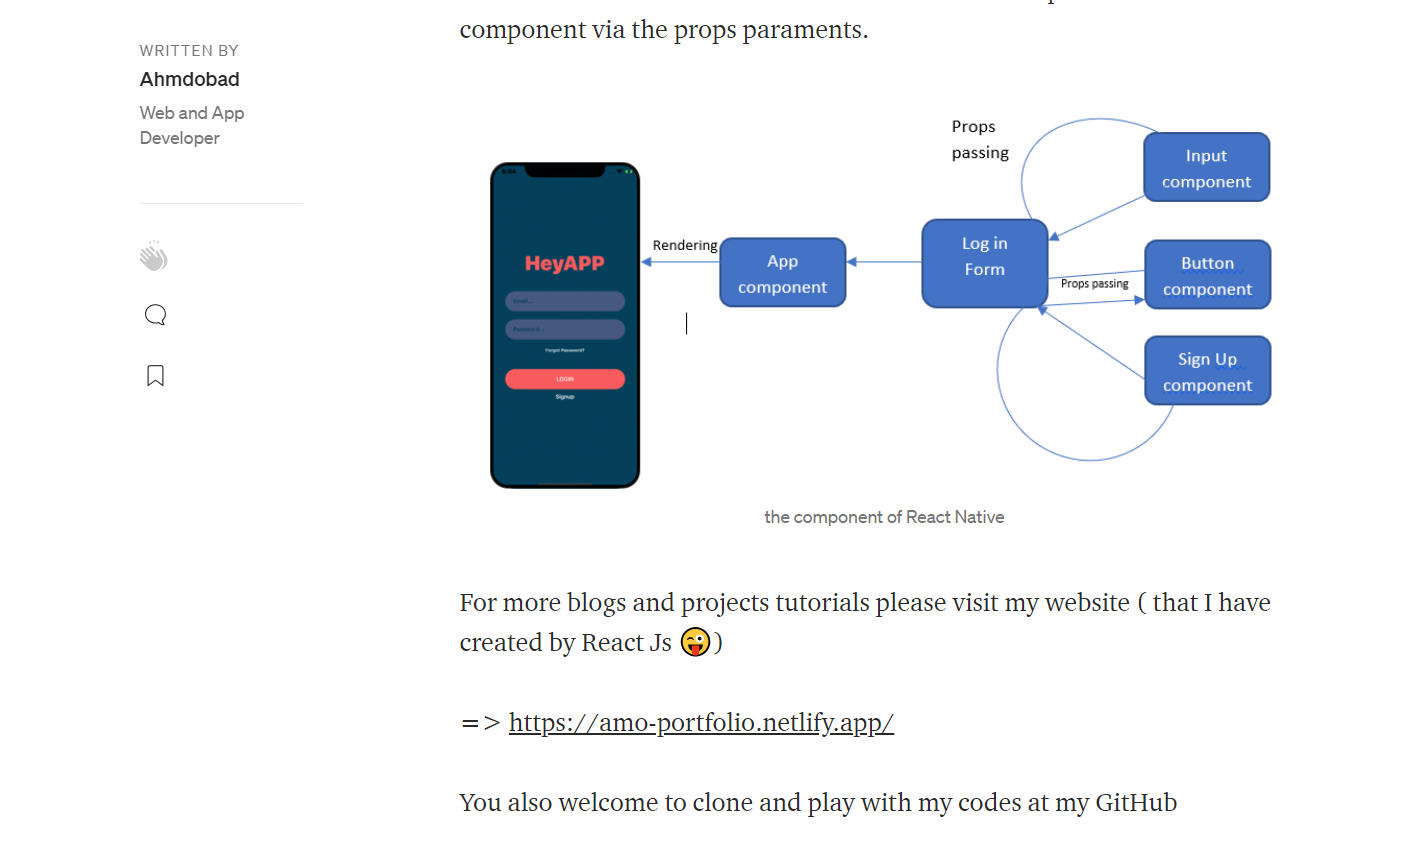 component via the props paraments.
WRITTEN BY
Ahmdobad
Web and App
Developer
Props
passing
Input
component
Log in
Form
Rendering
App
component
Button
component
Props passing
Sign Up
component
HeyAPP
Email...
Password...
Forgot Password?
LOGIN
Signup
the component of React Native
For more blogs and projects tutorials please visit my website ( that I have
created by React Js 😜)
=> https://amo-portfolio.netlify.app/
You also welcome to clone and play with my codes at my GitHub